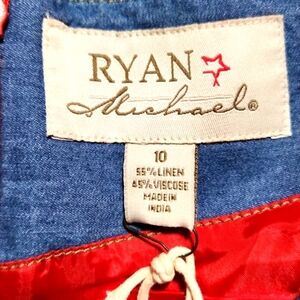 RYAN
Michael®
10
55% LINEN
45% VISCOSE
MADE IN
INDIA